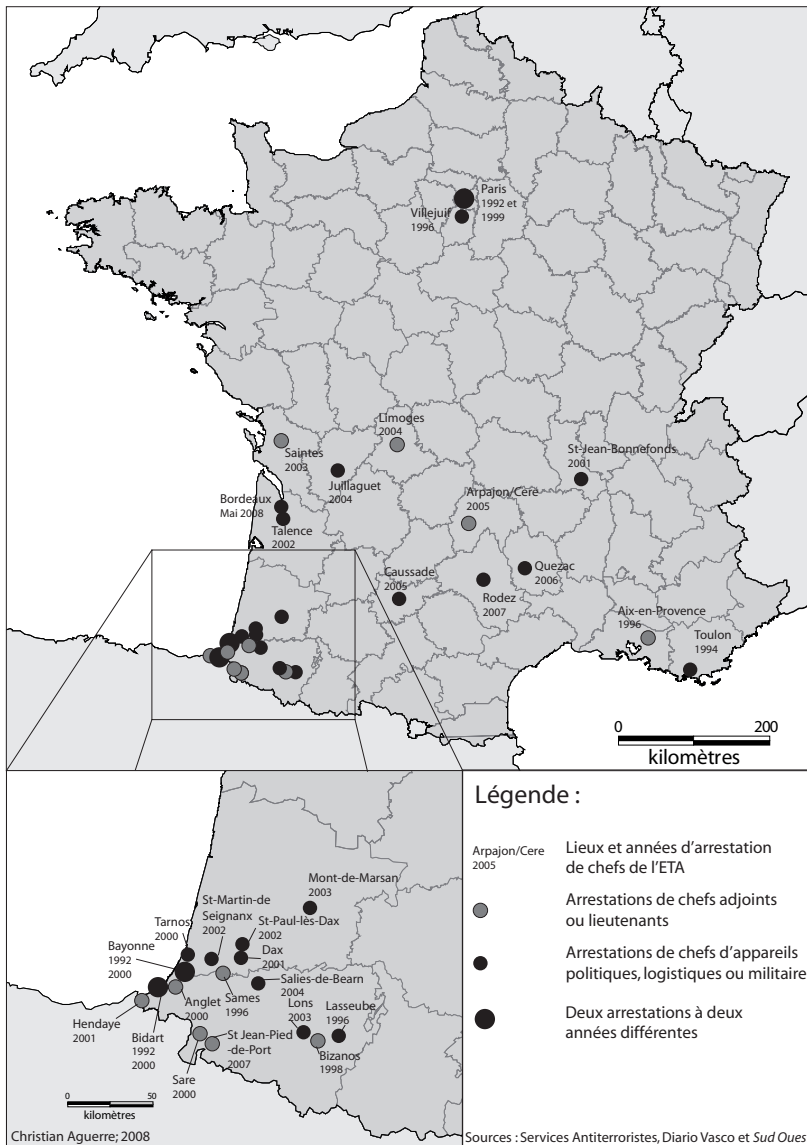 Paris
1992 et
1999
Villejuif
1996
Limoges
2004
Saintes
2003
Juillaguet
2004
St-Jean-Bonnefonds
2001
Arpajon/Cere
2005
Bordeaux
Mai 2008
Talence
2002
Caussade
2005
Quezac
2006
Rodez
2007
Aix-en-Provence
1996
Toulon
1994
0 200
kilomètres
Mont-de-Marsan
2003
St-Martin-de
Seignanx
2002
St-Paul-lès-Dax
2002
Tarnos
2000
Dax
2001
Bayonne
1992
2000
Salies-de-Bearn
2004
Anglet
2000
Sames
1996
Lons
2003
Lasseube
1996
Hendaye
2001
Bidart
1992
2000
St Jean-Pied
-de-Port
2007
Bizanos
1998
Sare
2000
0 50
kilomètres
Christian Aguerre; 2008
Légende :
Arpajon/Cere
2005
Lieux et années d'arrestation
de chefs de l'ETA
Arrestations de chefs adjoints
ou lieutenants
Arrestations de chefs d'appareils
politiques, logistiques ou militaire
Deux arrestations à deux
années différentes
Sources : Services Antiterroristes, Diario Vasco et Sud Oues